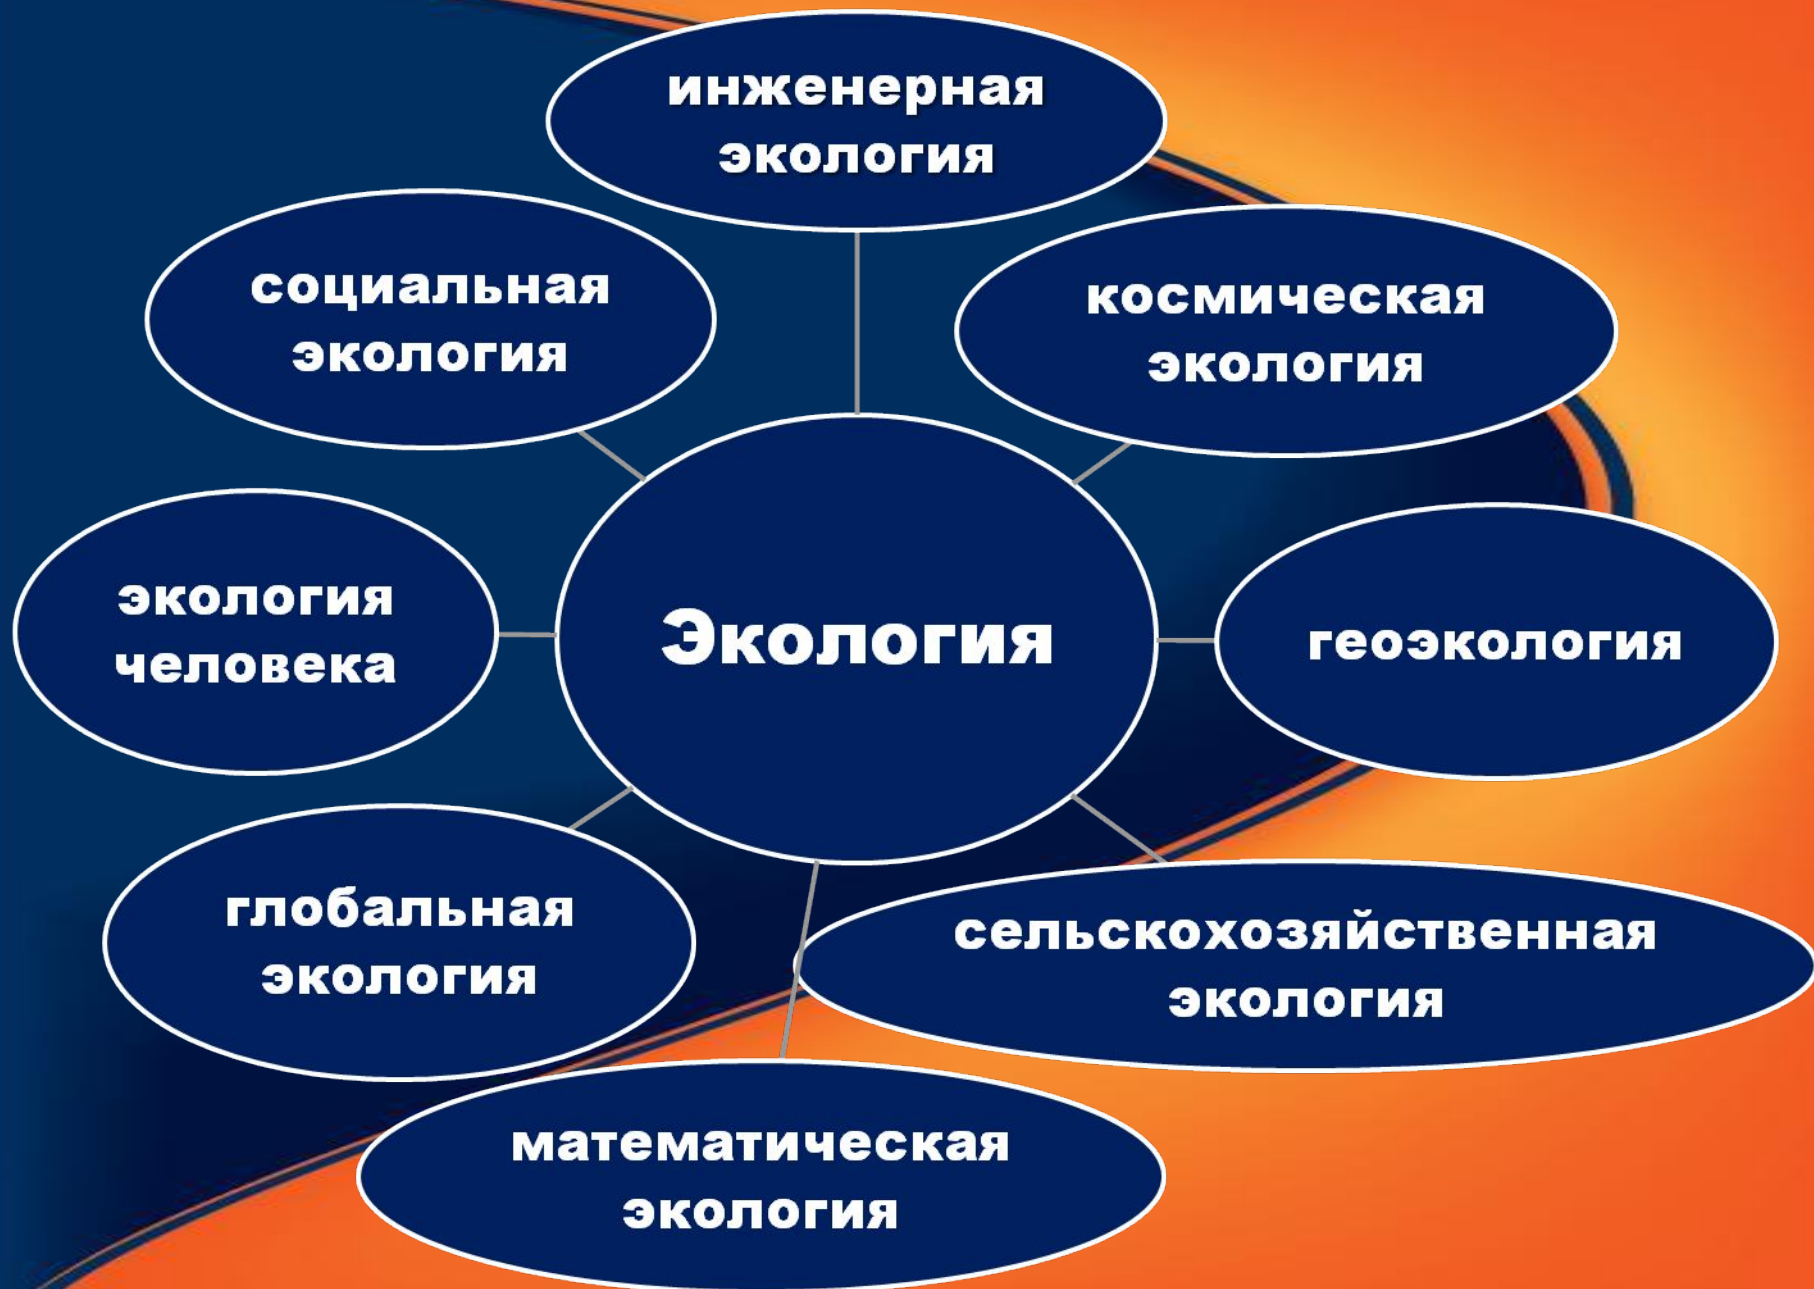 инженерная
экология
социальная
экология
космическая
экология
экология
человека
Экология
геоэкология
глобальная
экология
сельскохозяйственная
экология
математическая
экология